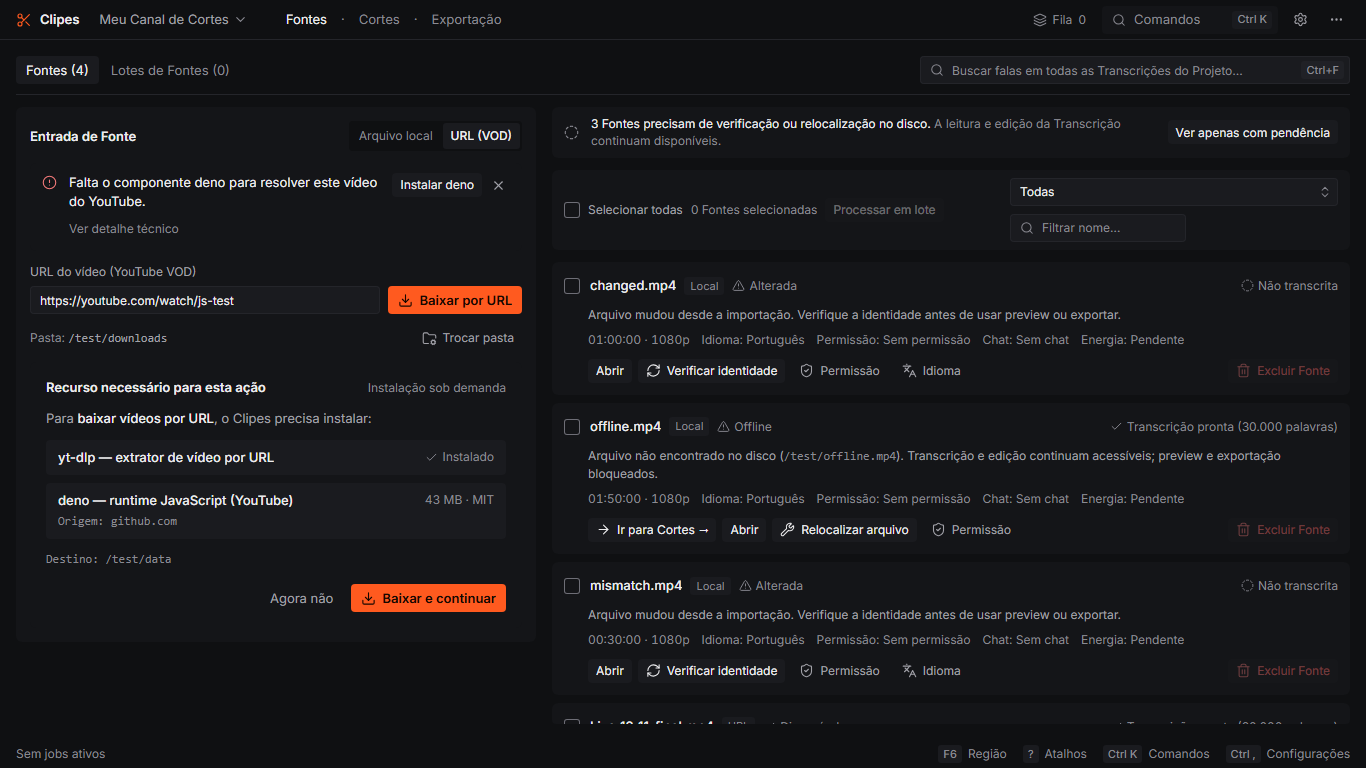 Clipes
Meu Canal de Cortes
Fontes · Cortes · Exportação
Fila 0
Comandos Ctrl K
Fontes (4)
Lotes de Fontes (0)
Buscar falas em todas as Transcrições do Projeto... Ctrl+F
Entrada de Fonte
Arquivo local
URL (VOD)
Falta o componente deno para resolver este vídeo
do YouTube.
Instalar deno
Ver detalhe técnico
URL do vídeo (YouTube VOD)
https://youtube.com/watch/js-test
Baixar por URL
Pasta: /test/downloads
Trocar pasta
Recurso necessário para esta ação
Instalação sob demanda
Para baixar vídeos por URL, o Clipes precisa instalar:
yt-dlp — extrator de vídeo por URL
Instalado
deno — runtime JavaScript (YouTube)
43 MB · MIT
Origem: github.com
Destino: /test/data
Agora não
Baixar e continuar
3 Fontes precisam de verificação ou relocalização no disco. A leitura e edição da Transcrição
continuam disponíveis.
Ver apenas com pendência
Selecionar todas
0 Fontes selecionadas
Processar em lote
Todas
Filtrar nome...
changed.mp4 Local Alterada
Não transcrita
Arquivo mudou desde a importação. Verifique a identidade antes de usar preview ou exportar.
01:00:00 · 1080p Idioma: Português Permissão: Sem permissão Chat: Sem chat Energia: Pendente
Abrir Verificar identidade Permissão Idioma Excluir Fonte
offline.mp4 Local Offline
Transcrição pronta (30.000 palavras)
Arquivo não encontrado no disco (/test/offline.mp4). Transcrição e edição continuam acessíveis; preview e exportação
bloqueados.
01:50:00 · 1080p Idioma: Português Permissão: Sem permissão Chat: Sem chat Energia: Pendente
Ir para Cortes → Abrir Relocalizar arquivo Permissão Excluir Fonte
mismatch.mp4 Local Alterada
Não transcrita
Arquivo mudou desde a importação. Verifique a identidade antes de usar preview ou exportar.
00:30:00 · 1080p Idioma: Português Permissão: Sem permissão Chat: Sem chat Energia: Pendente
Abrir Verificar identidade Permissão Idioma Excluir Fonte
Sem jobs ativos
F6 Região ? Atalhos Ctrl K Comandos Ctrl , Configurações